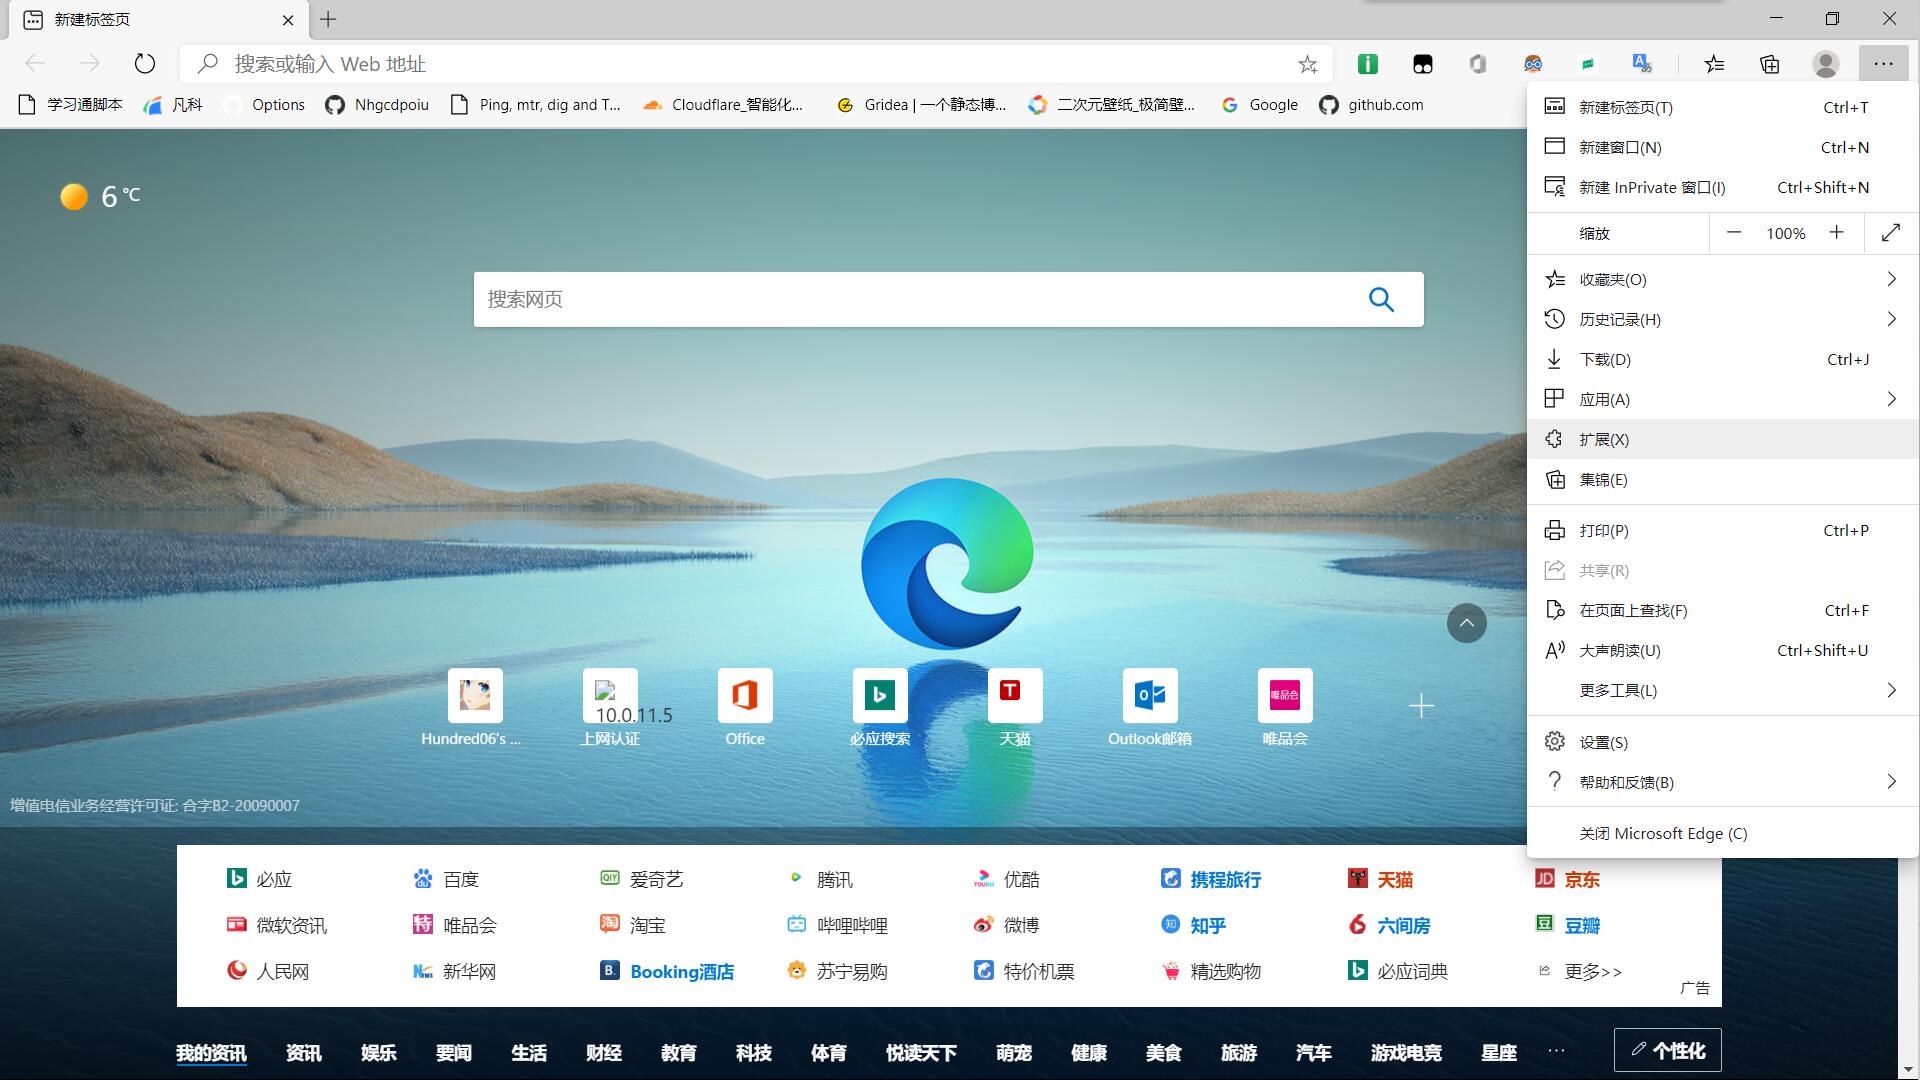 新建标签页
搜索或输入 Web 地址
学习通脚本 凡科 Options Nhgcdpoiu Ping, mtr, dig and T... Cloudflare_智能化... Gridea | 一个静态博... 二次元壁纸_极简壁... Google github.com
新建标签页(T) Ctrl+T
新建窗口(N) Ctrl+N
新建 InPrivate 窗口(I) Ctrl+Shift+N
缩放 100%
收藏夹(O)
历史记录(H)
下载(D) Ctrl+J
应用(A)
扩展(X)
集锦(E)
打印(P) Ctrl+P
共享(R)
在页面上查找(F) Ctrl+F
大声朗读(U) Ctrl+Shift+U
更多工具(L)
设置(S)
帮助和反馈(B)
关闭 Microsoft Edge (C)
6 ℃
搜索网页
10.0.11.5
唯品会
Hundred06's ... 上网认证 Office 必应搜索 天猫 Outlook邮箱 唯品会
增值电信业务经营许可证: 合字B2-20090007
必应 百度 爱奇艺 腾讯 优酷 携程旅行 天猫 京东
微软资讯 唯品会 淘宝 哔哩哔哩 微博 知乎 六间房 豆瓣
人民网 新华网 Booking酒店 苏宁易购 特价机票 精选购物 必应词典 更多>>
广告
我的资讯 资讯 娱乐 要闻 生活 财经 教育 科技 体育 悦读天下 萌宠 健康 美食 旅游 汽车 游戏电竞 星座 ... 个性化